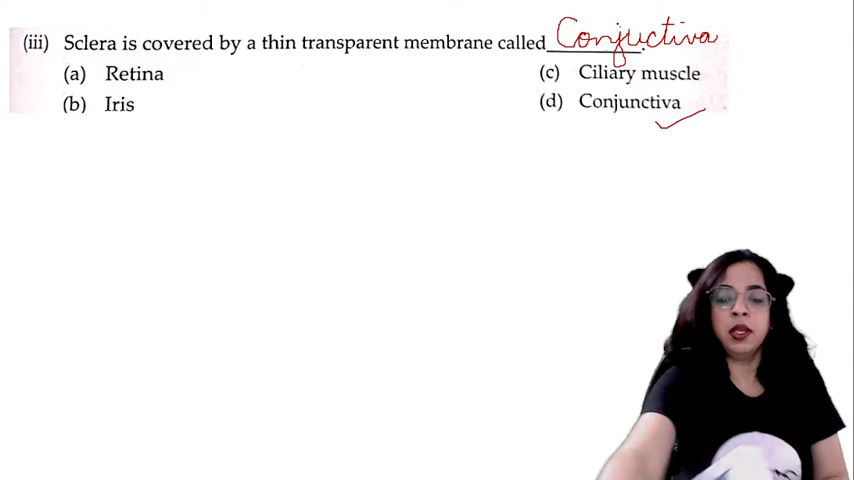 (iii) Sclera is covered by a thin transparent membrane called Conjuctiva.
(a) Retina (c) Ciliary muscle
(b) Iris (d) Conjunctiva